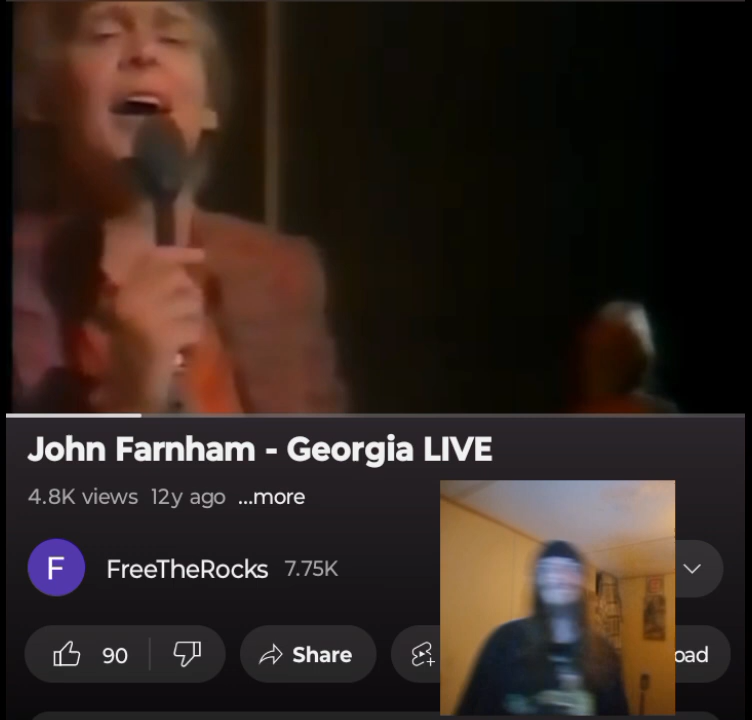 John Farnham - Georgia LIVE
4.8K views 12y ago ...more
F FreeTheRocks 7.75K
90 Share oad